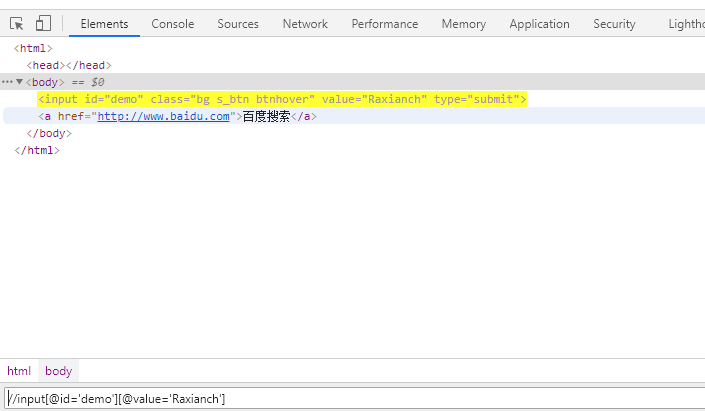 Elements Console Sources Network Performance Memory Application Security Lightho
<html>
<head></head>
<body> == $0
<input id="demo" class="bg s_btn btnhover" value="Raxianch" type="submit">
<a href="http://www.baidu.com">百度搜索</a>
</body>
</html>
html body
//input[@id='demo'][@value='Raxianch']